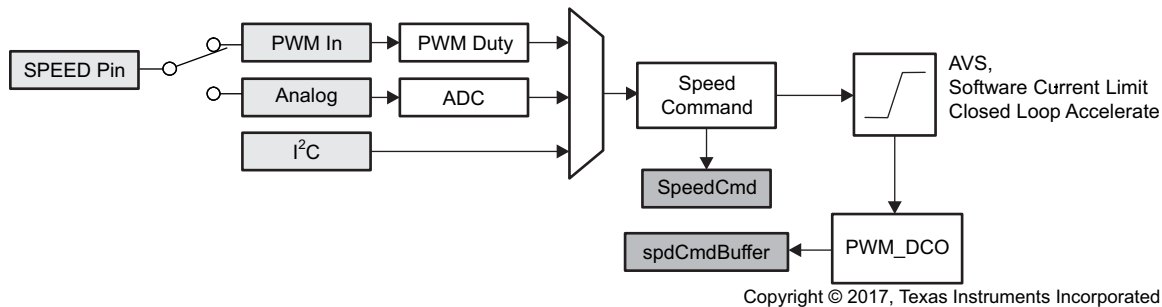 SPEED Pin
PWM In
PWM Duty
Analog
ADC
I²C
Speed
Command
SpeedCmd
AVS,
Software Current Limit
Closed Loop Accelerate
spdCmdBuffer
PWM_DCO
Copyright © 2017, Texas Instruments Incorporated